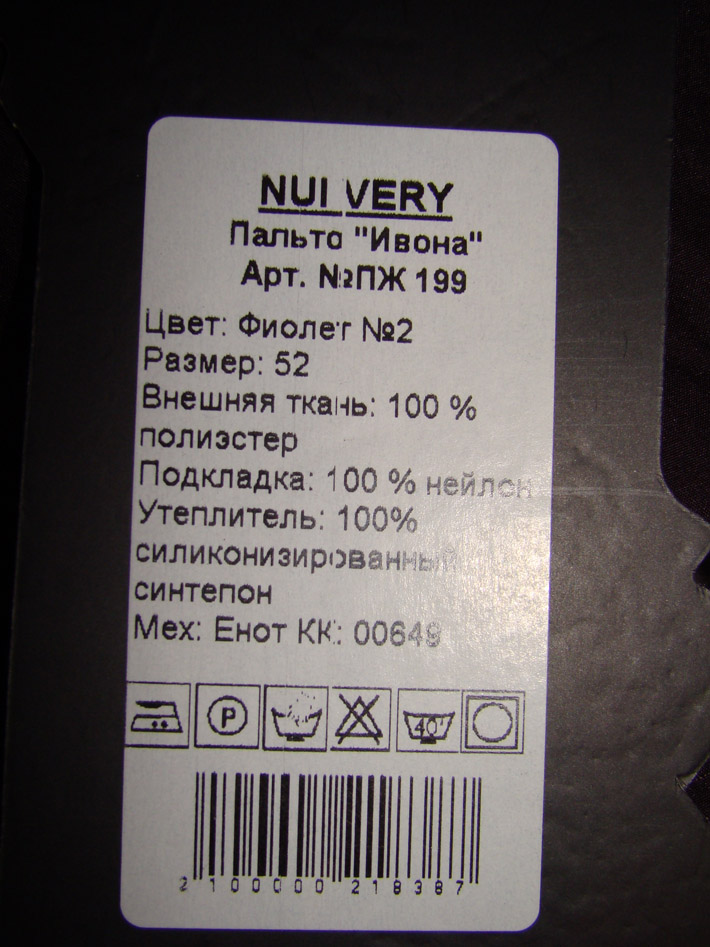 NUI VERY
Пальто "Ивона"
Арт. №ПЖ 199
Цвет: Фиолет №2
Размер: 52
Внешняя ткань: 100 %
полиэстер
Подкладка: 100 % нейлон
Утеплитель: 100%
силиконизированный
синтепон
Мех: Енот КК: 00649
P 40°
2 100000 218387